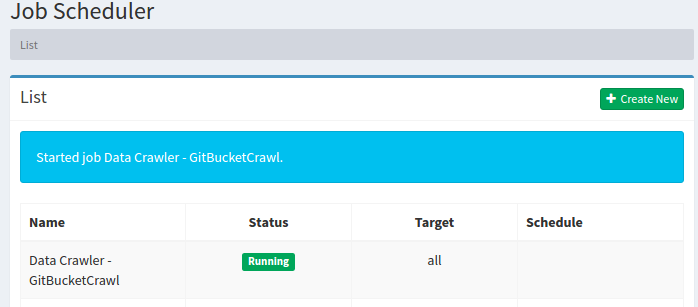 Job Scheduler
List
List
Create New
Started job Data Crawler - GitBucketCrawl.
Name Status Target Schedule
Data Crawler - Running all
GitBucketCrawl